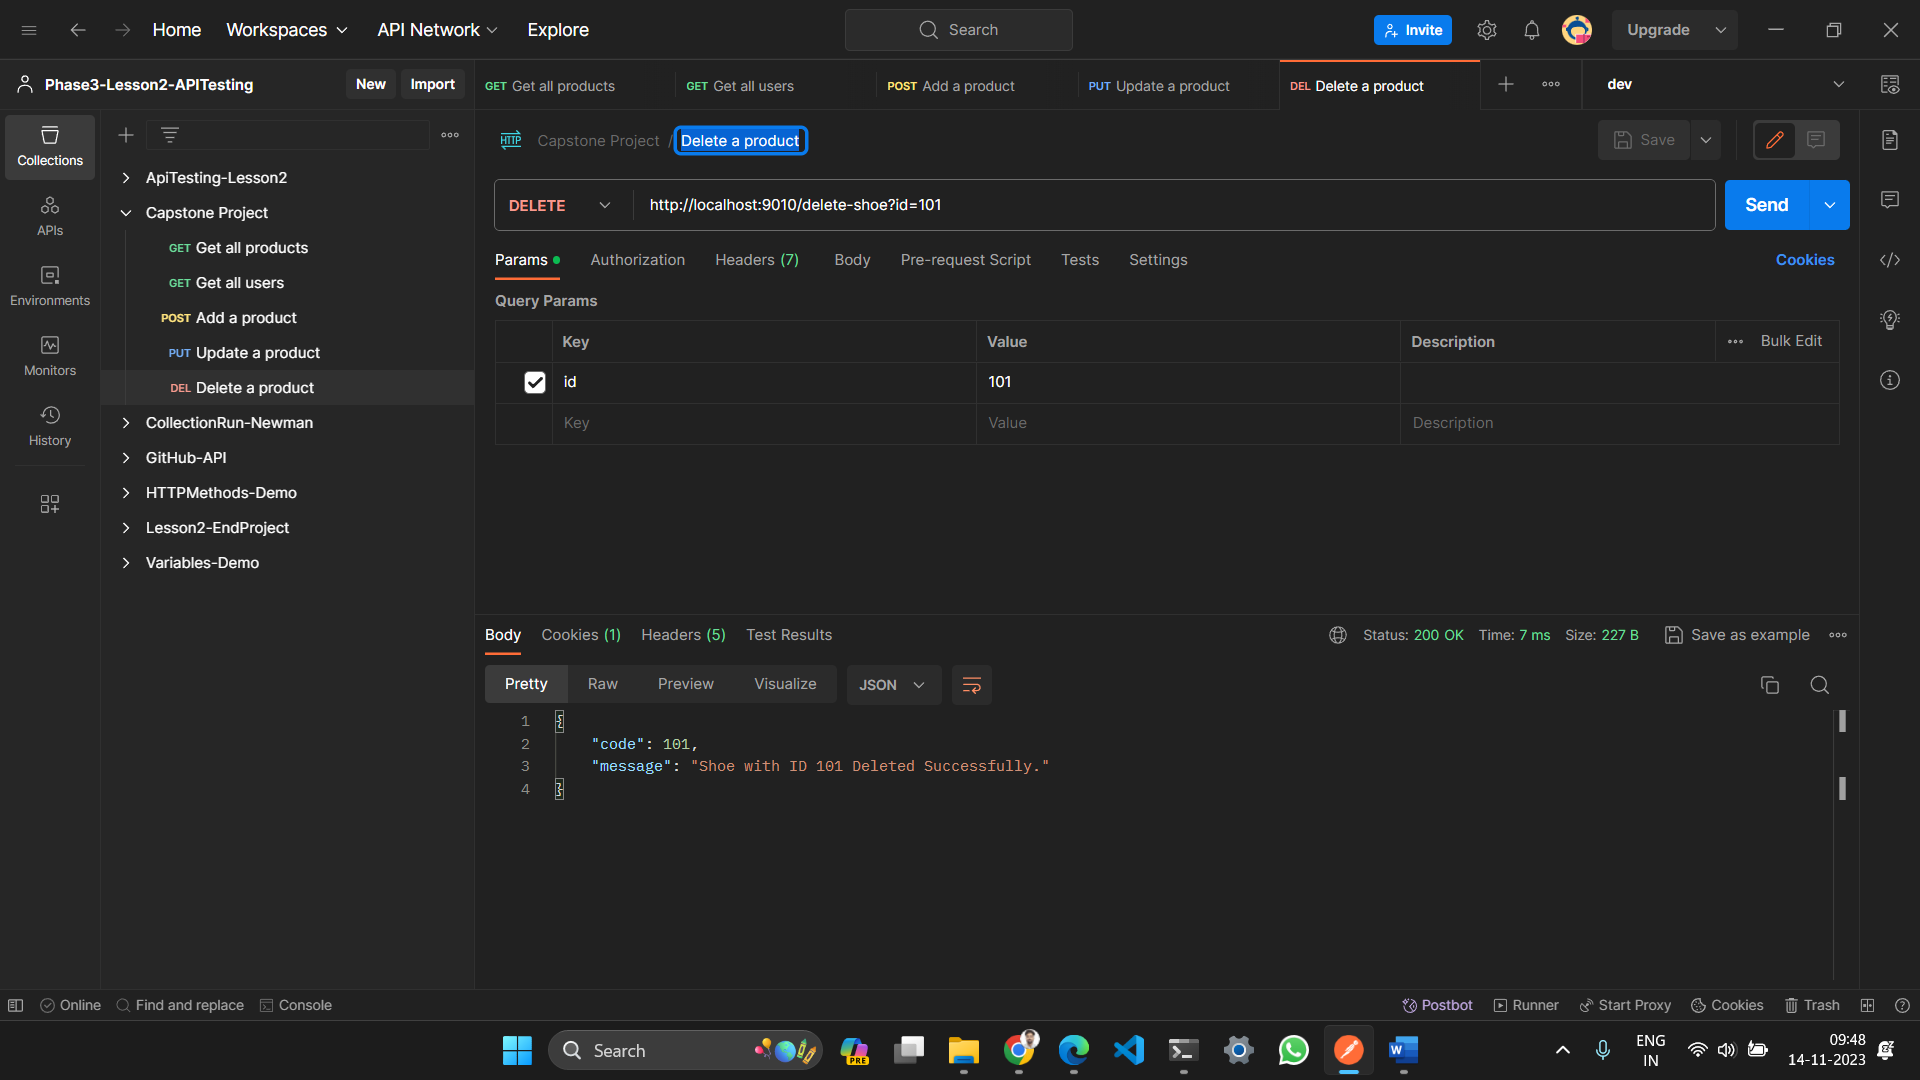 Home Workspaces API Network Explore Search Invite Upgrade
Phase3-Lesson2-APITesting New Import GET Get all products GET Get all users POST Add a product PUT Update a product DEL Delete a product dev
Collections
APIs
Environments
Monitors
History
ApiTesting-Lesson2
Capstone Project
GET Get all products
GET Get all users
POST Add a product
PUT Update a product
DEL Delete a product
CollectionRun-Newman
GitHub-API
HTTPMethods-Demo
Lesson2-EndProject
Variables-Demo
HTTP Capstone Project / Delete a product Save
DELETE http://localhost:9010/delete-shoe?id=101 Send
Params Authorization Headers (7) Body Pre-request Script Tests Settings Cookies
Query Params
Key Value Description Bulk Edit
id 101
Key Value Description
Body Cookies (1) Headers (5) Test Results Status: 200 OK Time: 7 ms Size: 227 B Save as example
Pretty Raw Preview Visualize JSON
1 {
2 "code": 101,
3 "message": "Shoe with ID 101 Deleted Successfully."
4 }
Online Find and replace Console Postbot Runner Start Proxy Cookies Trash
Search PRE W ENG IN 09:48
14-11-2023